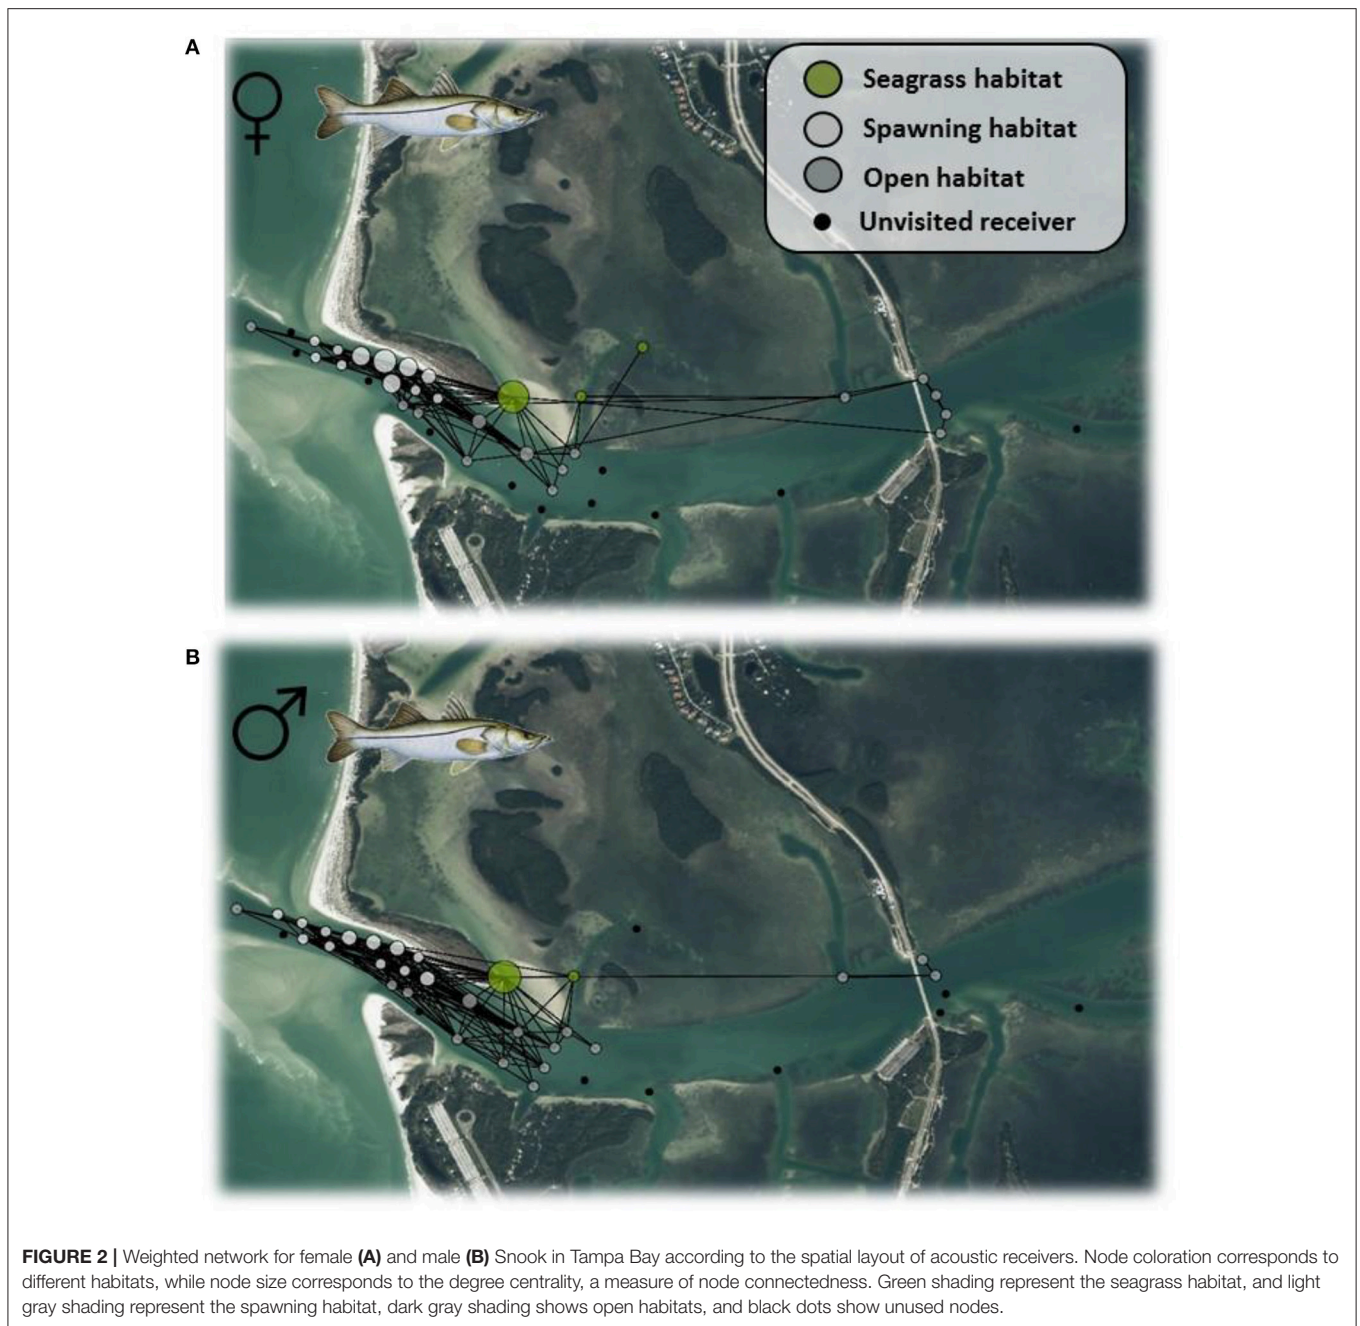 A
Seagrass habitat
Spawning habitat
Open habitat
Unvisited receiver
B
FIGURE 2 | Weighted network for female (A) and male (B) Snook in Tampa Bay according to the spatial layout of acoustic receivers. Node coloration corresponds to
different habitats, while node size corresponds to the degree centrality, a measure of node connectedness. Green shading represent the seagrass habitat, and light
gray shading represent the spawning habitat, dark gray shading shows open habitats, and black dots show unused nodes.